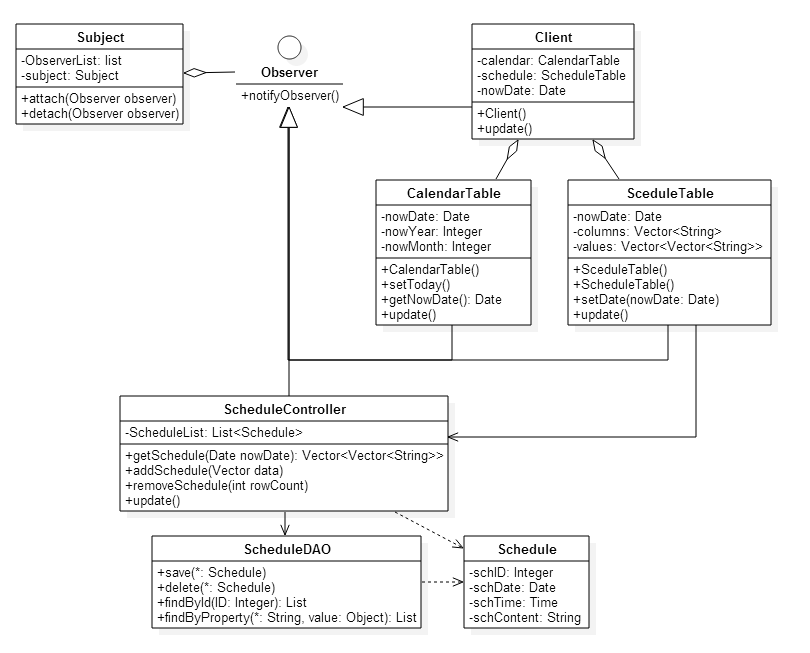 Subject
-ObserverList: list
-subject: Subject
+attach(Observer observer)
+detach(Observer observer)
Observer
+notifyObserver()
Client
-calendar: CalendarTable
-schedule: ScheduleTable
-nowDate: Date
+Client()
+update()
CalendarTable
-nowDate: Date
-nowYear: Integer
-nowMonth: Integer
+CalendarTable()
+setToday()
+getNowDate(): Date
+update()
SceduleTable
-nowDate: Date
-columns: Vector<String>
-values: Vector<Vector<String>>
+SceduleTable()
+ScheduleTable()
+setDate(nowDate: Date)
+update()
ScheduleController
-ScheduleList: List<Schedule>
+getSchedule(Date nowDate): Vector<Vector<String>>
+addSchedule(Vector data)
+removeSchedule(int rowCount)
+update()
ScheduleDAO
+save(*: Schedule)
+delete(*: Schedule)
+findById(ID: Integer): List
+findByProperty(*: String, value: Object): List
Schedule
-schID: Integer
-schDate: Date
-schTime: Time
-schContent: String